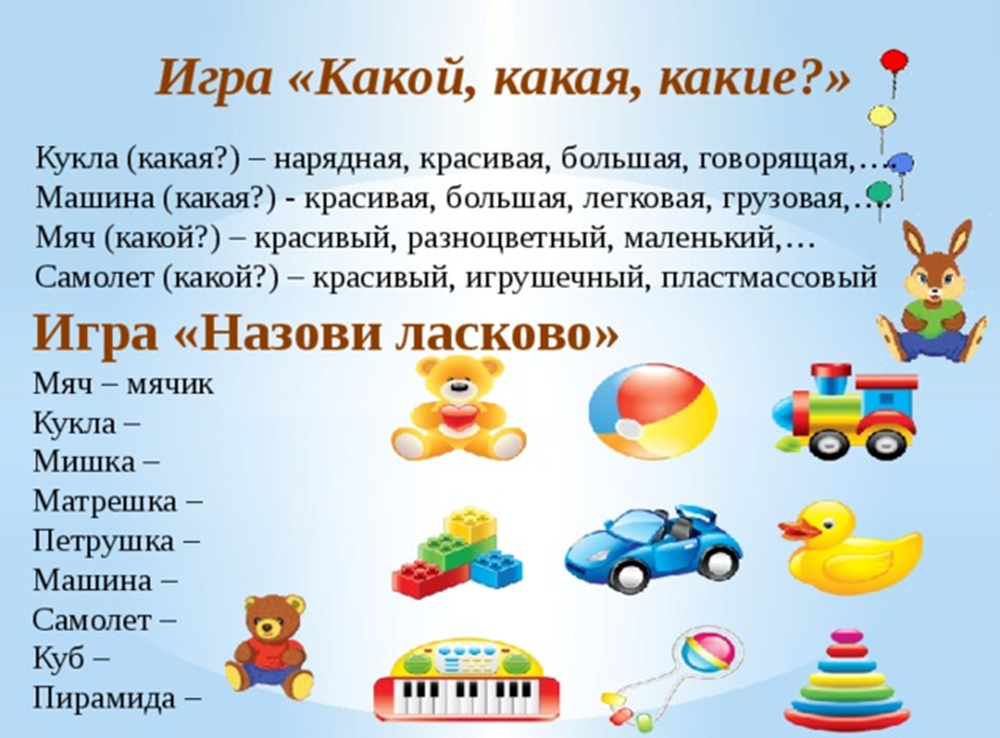 Игра «Какой, какая, какие?»
Кукла (какая?) – нарядная, красивая, большая, говорящая,….
Машина (какая?) - красивая, большая, легковая, грузовая,….
Мяч (какой?) – красивый, разноцветный, маленький,…
Самолет (какой?) – красивый, игрушечный, пластмассовый
Игра «Назови ласково»
Мяч – мячик
Кукла –
Мишка –
Матрешка –
Петрушка –
Машина –
Самолет –
Куб –
Пирамида –